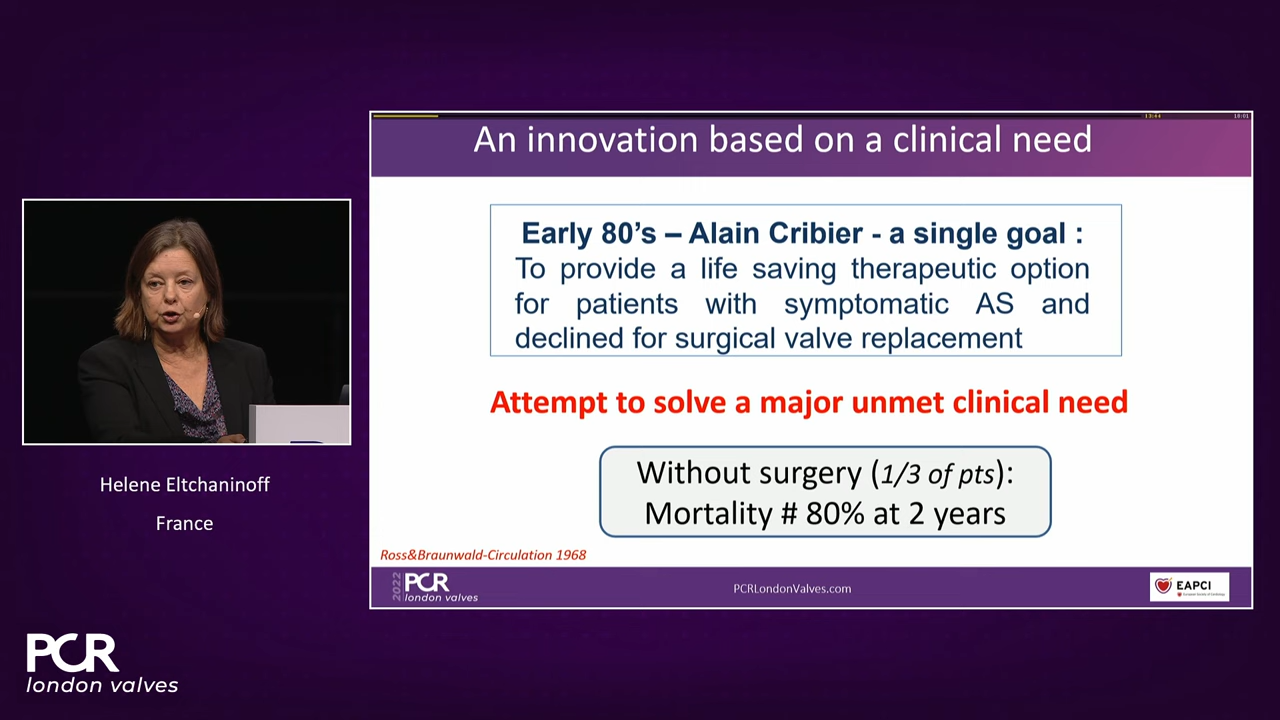 An innovation based on a clinical need
Early 80's – Alain Cribier - a single goal :
To provide a life saving therapeutic option
for patients with symptomatic AS and
declined for surgical valve replacement
Attempt to solve a major unmet clinical need
Without surgery (1/3 of pts):
Mortality # 80% at 2 years
Ross&Braunwald-Circulation 1968
2022 PCR
london valves
PCRLondonValves.com
EAPCI
Helene Eltchaninoff
France
PCR
london valves